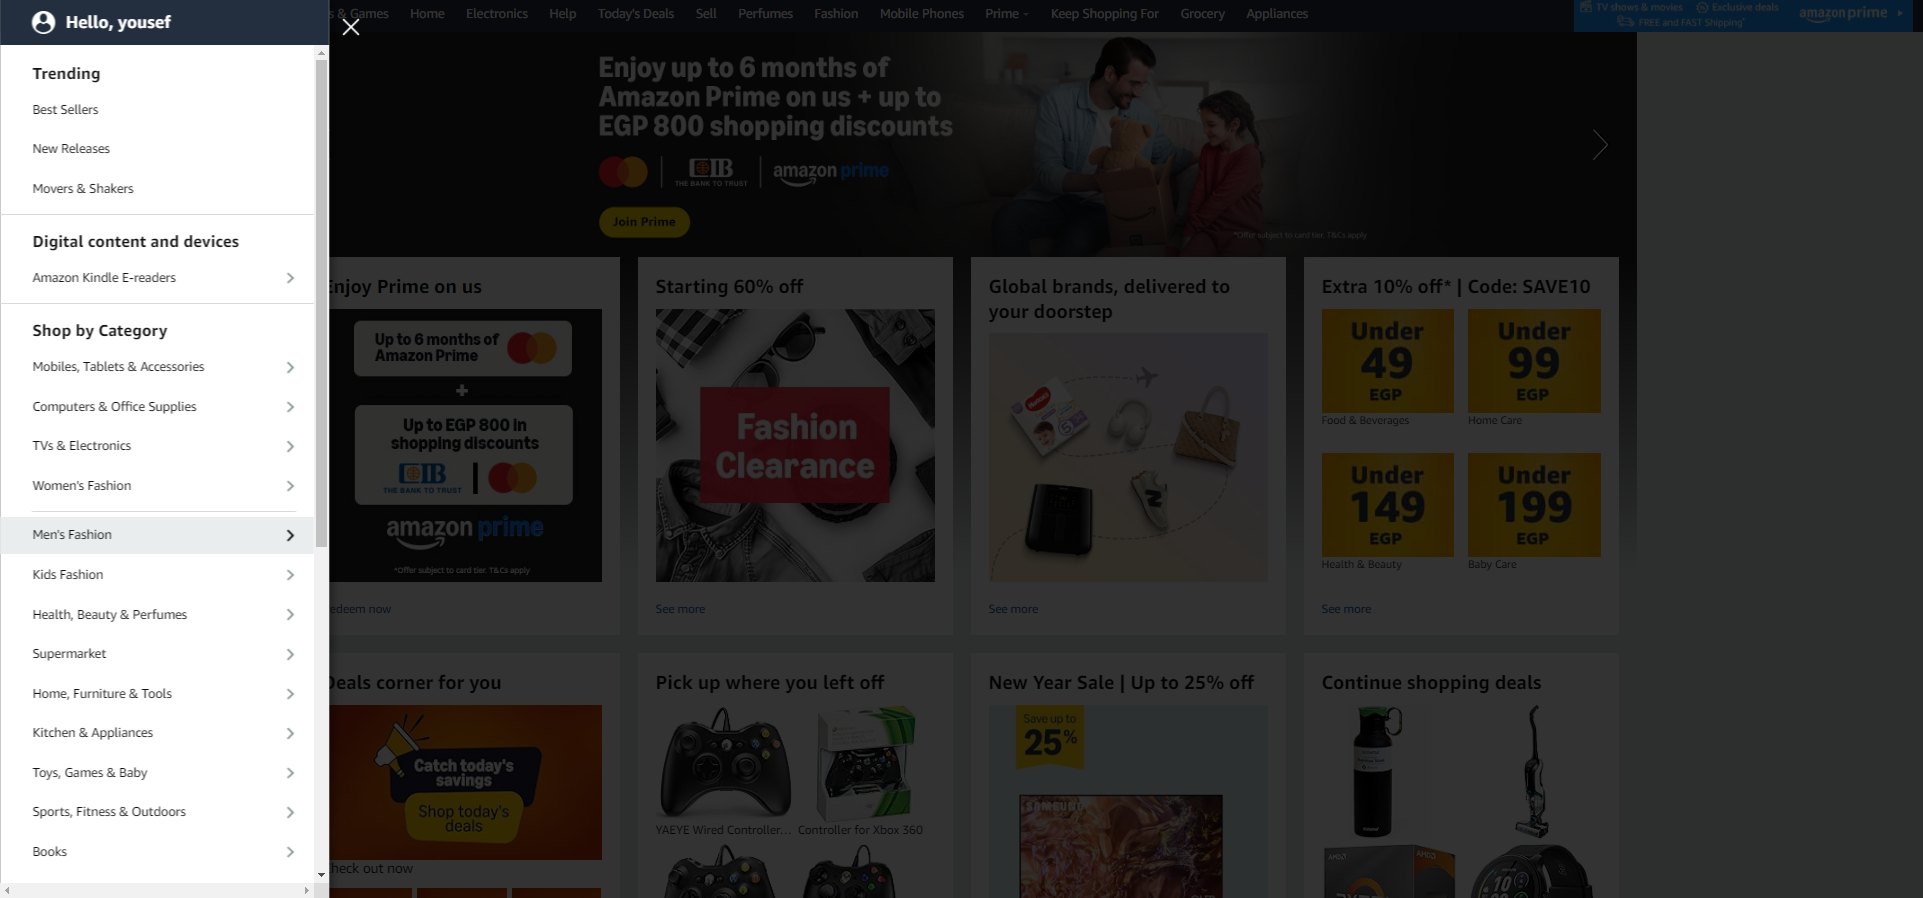 Hello, yousef
Trending
Best Sellers
New Releases
Movers & Shakers
Digital content and devices
Amazon Kindle E-readers
Shop by Category
Mobiles, Tablets & Accessories
Computers & Office Supplies
TVs & Electronics
Women's Fashion
Men's Fashion
Kids Fashion
Health, Beauty & Perfumes
Supermarket
Home, Furniture & Tools
Kitchen & Appliances
Toys, Games & Baby
Sports, Fitness & Outdoors
Books
s & Games Home Electronics Help Today's Deals Sell Perfumes Fashion Mobile Phones Prime Keep Shopping For Grocery Appliances
TV shows & movies Exclusive deals
FREE and FAST Shipping*
amazon prime
Enjoy up to 6 months of
Amazon Prime on us + up to
EGP 800 shopping discounts
CIB
THE BANK TO TRUST
amazon prime
Join Prime
*Offer subject to card tier. T&Cs apply
Enjoy Prime on us
Up to 6 months of
Amazon Prime
+
Up to EGP 800 in
shopping discounts
CIB
THE BANK TO TRUST
amazon prime
*Offer subject to card tier. T&Cs apply
edeem now
Starting 60% off
Fashion
Clearance
See more
Global brands, delivered to
your doorstep
Huggies
5
N
See more
Extra 10% off* | Code: SAVE10
Under
49
EGP
Food & Beverages
Under
99
EGP
Home Care
Under
149
EGP
Health & Beauty
Under
199
EGP
Baby Care
See more
Deals corner for you
Catch today's
savings
Shop today's
deals
heck out now
Pick up where you left off
YAEYE Wired Controller...
Controller for Xbox 360
New Year Sale | Up to 25% off
Save up to
25%
SAMSUNG
Continue shopping deals
AMD
AMD
10